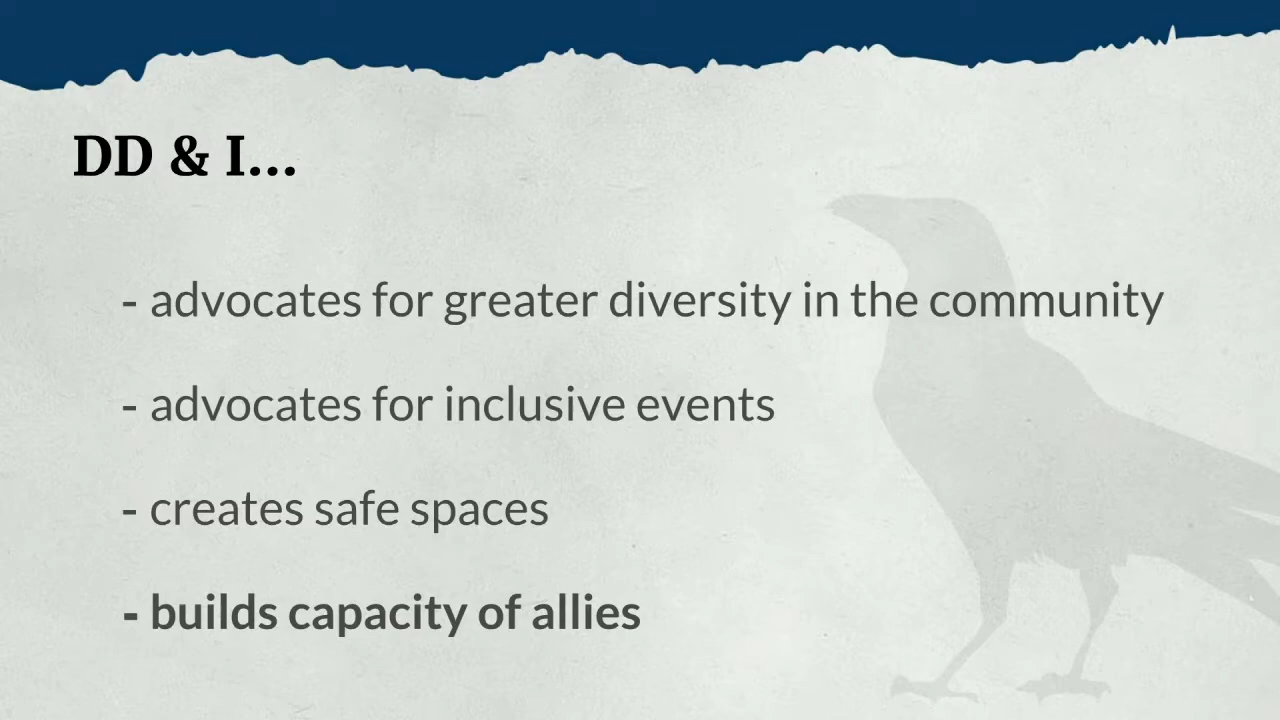 DD & I...
- advocates for greater diversity in the community
- advocates for inclusive events
- creates safe spaces
- builds capacity of allies